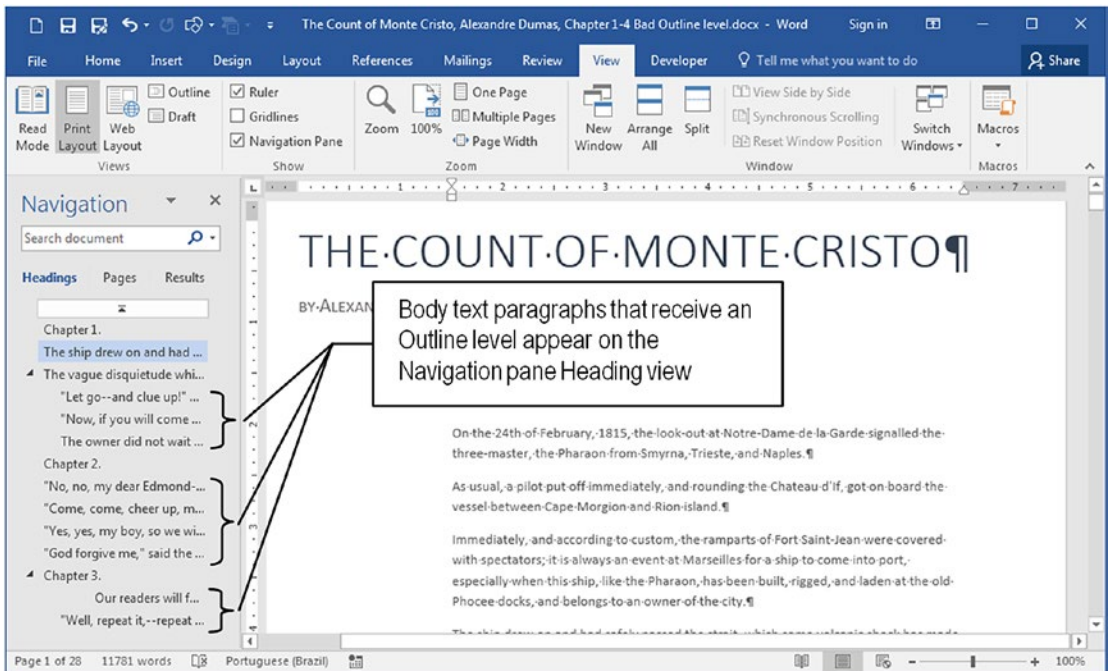 The Count of Monte Cristo, Alexandre Dumas, Chapter 1-4 Bad Outline level.docx - Word Sign in
File Home Insert Design Layout References Mailings Review View Developer Tell me what you want to do Share
Read Mode
Print Layout
Web Layout
Outline
Draft
Views
Ruler
Gridlines
Navigation Pane
Show
Zoom
100%
100
One Page
Multiple Pages
Page Width
Zoom
New Window
Arrange All
Split
View Side by Side
Synchronous Scrolling
Reset Window Position
Window
Switch Windows
Macros
Macros
L 1 2 3 4 5 6 7
Navigation
Search document
Headings Pages Results
Chapter 1.
The ship drew on and had ...
The vague disquietude whi...
"Let go--and clue up!" ...
"Now, if you will come ...
The owner did not wait ...
Chapter 2.
"No, no, my dear Edmond-...
"Come, come, cheer up, m...
"Yes, yes, my boy, so we wi...
"God forgive me," said the ...
Chapter 3.
Our readers will f...
"Well, repeat it,--repeat ...
1
2
3
4
THE·COUNT·OF·MONTE·CRISTO¶
BY·ALEXAN
Body text paragraphs that receive an
Outline level appear on the
Navigation pane Heading view
On·the·24th·of·February,·1815,·the·look-out·at·Notre-Dame·de·la·Garde·signalled·the·
three-master,·the·Pharaon·from·Smyrna,·Trieste,·and·Naples.¶
As·usual,·a·pilot·put·off·immediately,·and·rounding·the·Chateau·d'If,·got·on·board·the·
vessel·between·Cape·Morgion·and·Rion·island.¶
Immediately,·and·according·to·custom,·the·ramparts·of·Fort·Saint-Jean·were·covered·
with·spectators;·it·is·always·an·event·at·Marseilles·for·a·ship·to·come·into·port,·
especially·when·this·ship,·like·the·Pharaon,·has·been·built,·rigged,·and·laden·at·the·old·
Phocee·docks,·and·belongs·to·an·owner·of·the·city.¶
Page 1 of 28 11781 words Portuguese (Brazil) 100%